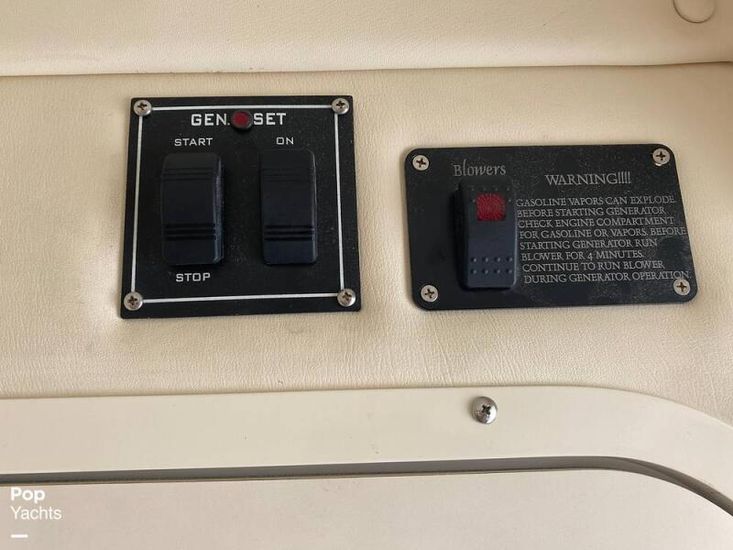 GEN. SET
START
ON
STOP
Blowers
WARNING!!!!
GASOLINE VAPORS CAN EXPLODE.
BEFORE STARTING GENERATOR
CHECK ENGINE COMPARTMENT
FOR GASOLINE OR VAPORS. BEFORE
STARTING GENERATOR RUN
BLOWER FOR 4 MINUTES.
CONTINUE TO RUN BLOWER
DURING GENERATOR OPERATION.
Pop
Yachts